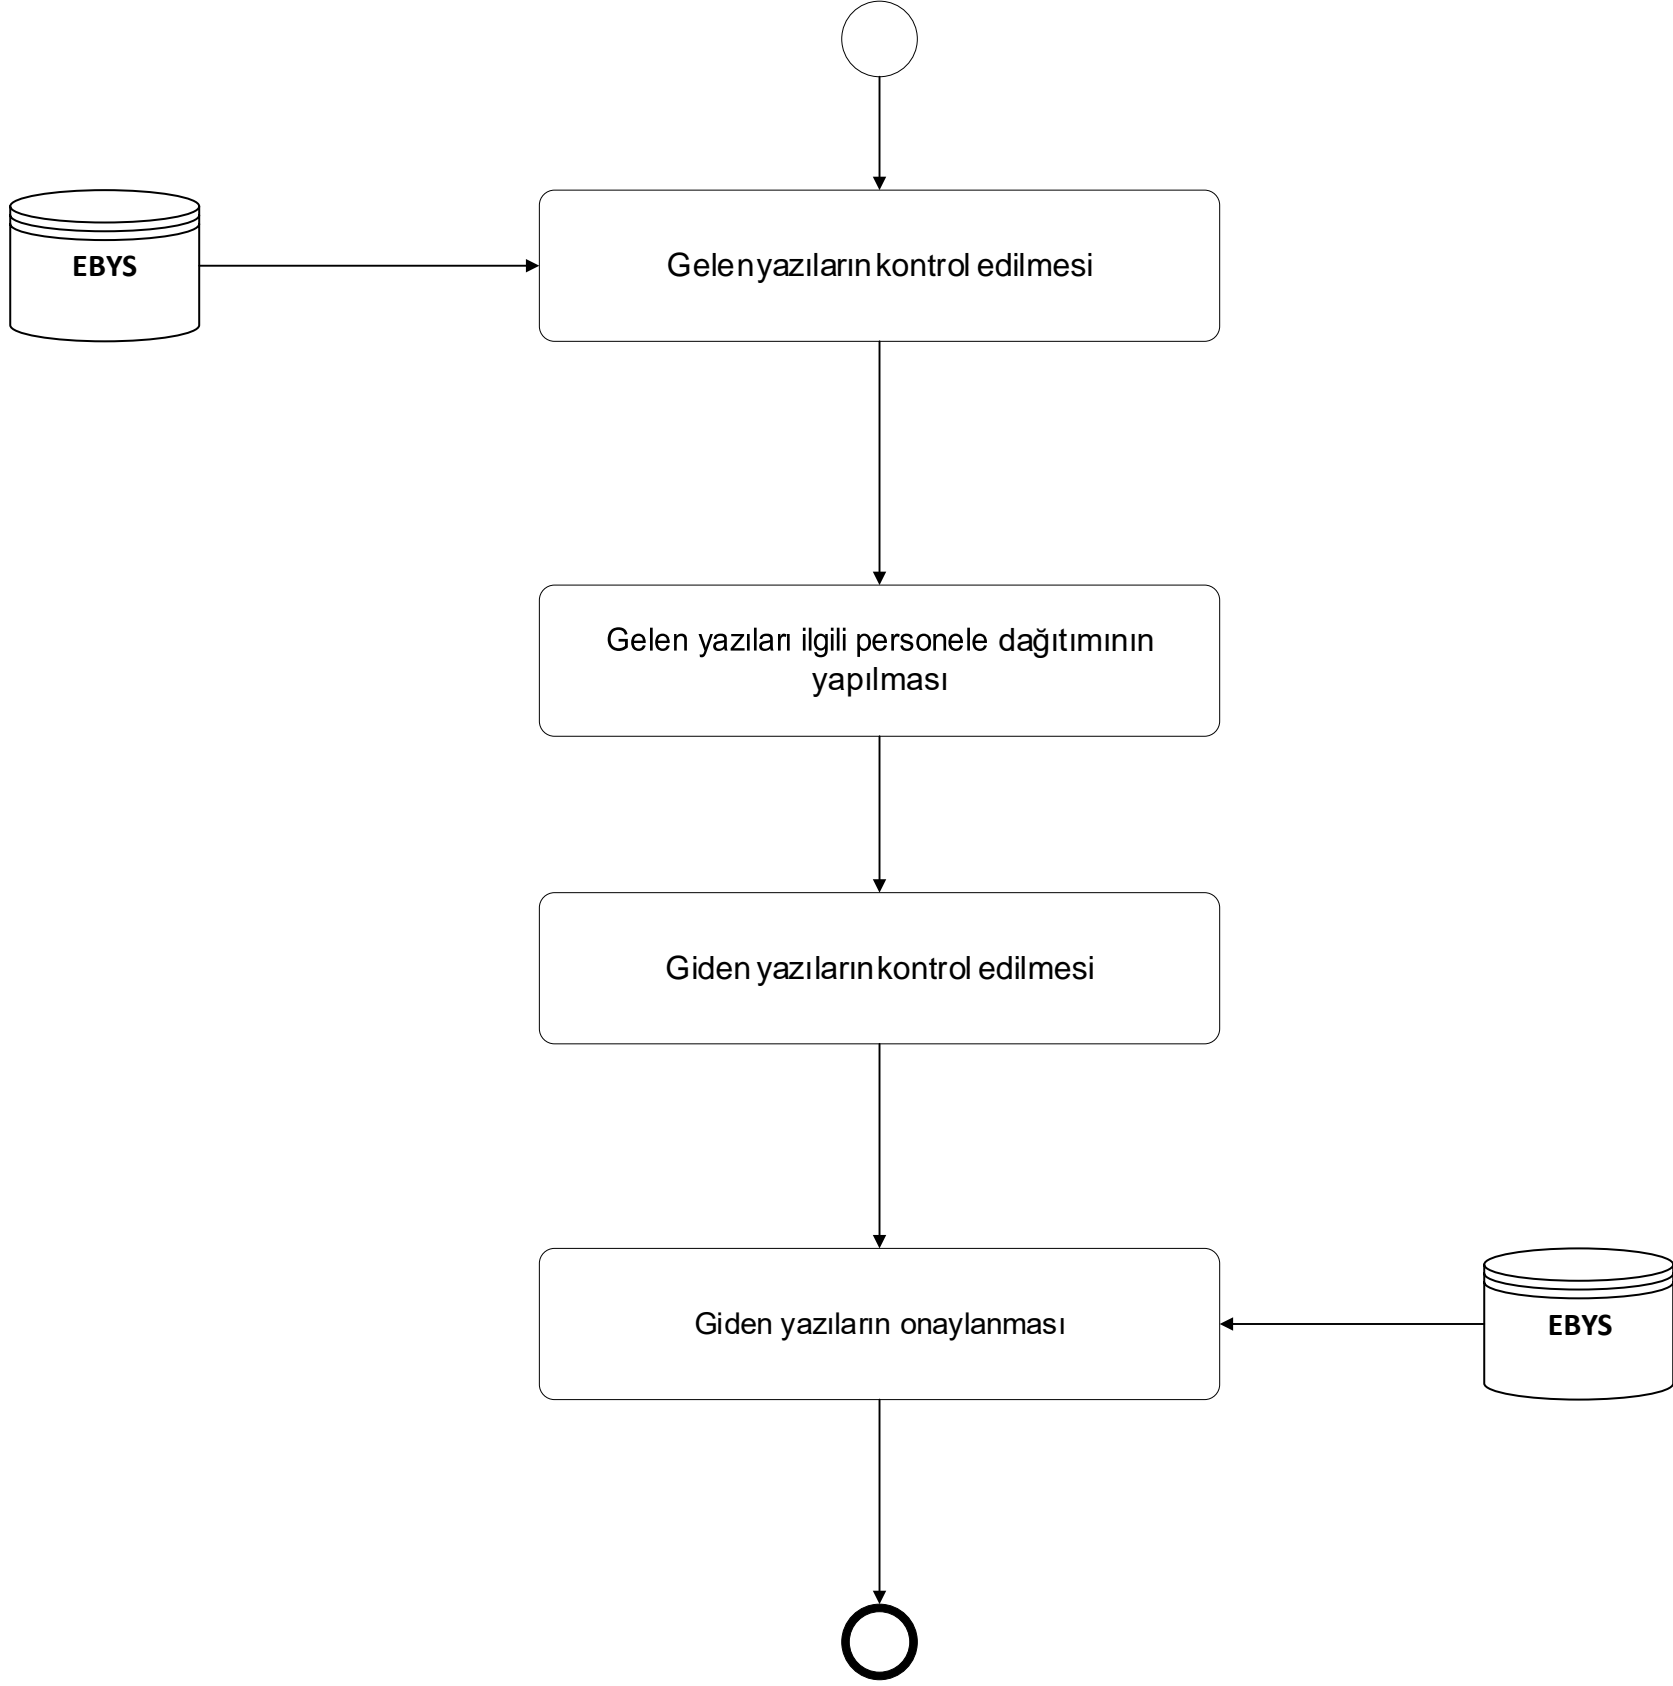 EBYS
Gelen yazıların kontrol edilmesi
Gelen yazıları ilgili personele dağıtımının
yapılması
Giden yazıların kontrol edilmesi
Giden yazıların onaylanması
EBYS